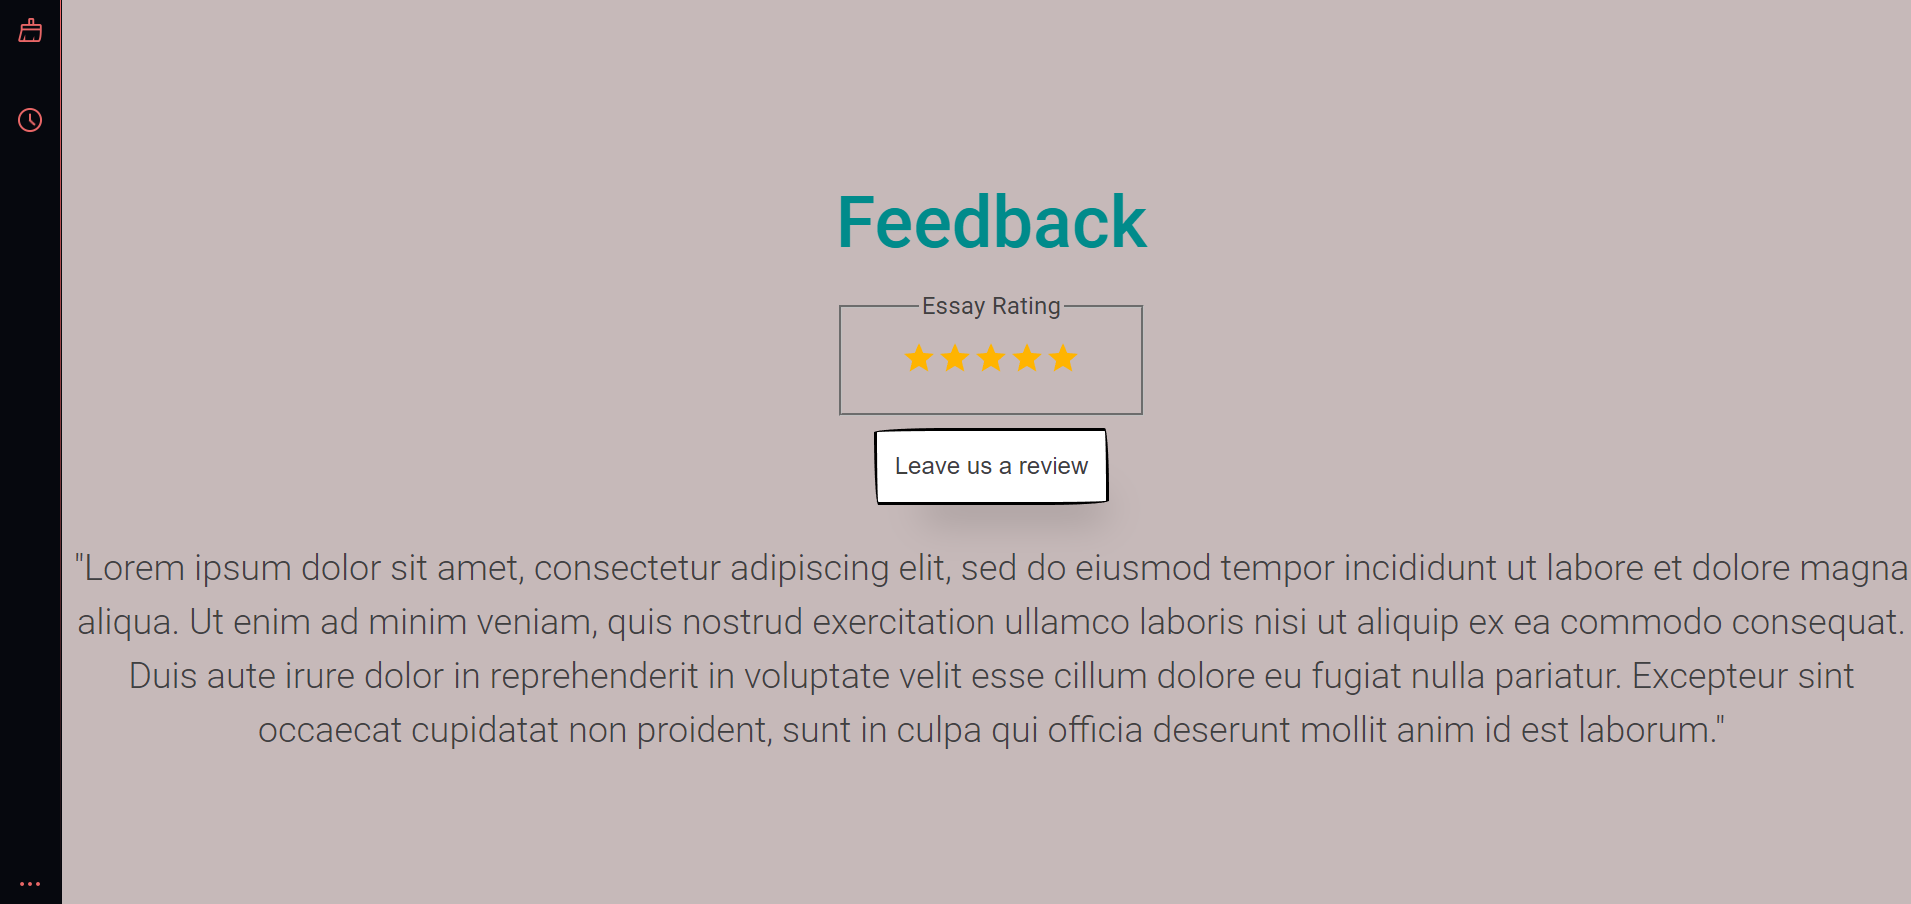 Feedback
Essay Rating
Leave us a review
"Lorem ipsum dolor sit amet, consectetur adipiscing elit, sed do eiusmod tempor incididunt ut labore et dolore magna
aliqua. Ut enim ad minim veniam, quis nostrud exercitation ullamco laboris nisi ut aliquip ex ea commodo consequat.
Duis aute irure dolor in reprehenderit in voluptate velit esse cillum dolore eu fugiat nulla pariatur. Excepteur sint
occaecat cupidatat non proident, sunt in culpa qui officia deserunt mollit anim id est laborum."